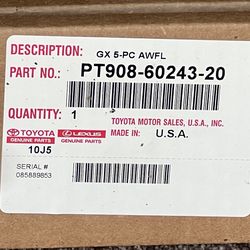 DESCRIPTION: GX 5-PC AWFL
PART NO.: PT908-60243-20
QUANTITY: 1
TOYOTA MOTOR SALES, U.S.A., INC.
TOYOTA LEXUS
GENUINE PARTS GENUINE PARTS
MADE IN: U.S.A.
10J5
SERIAL #
085889853